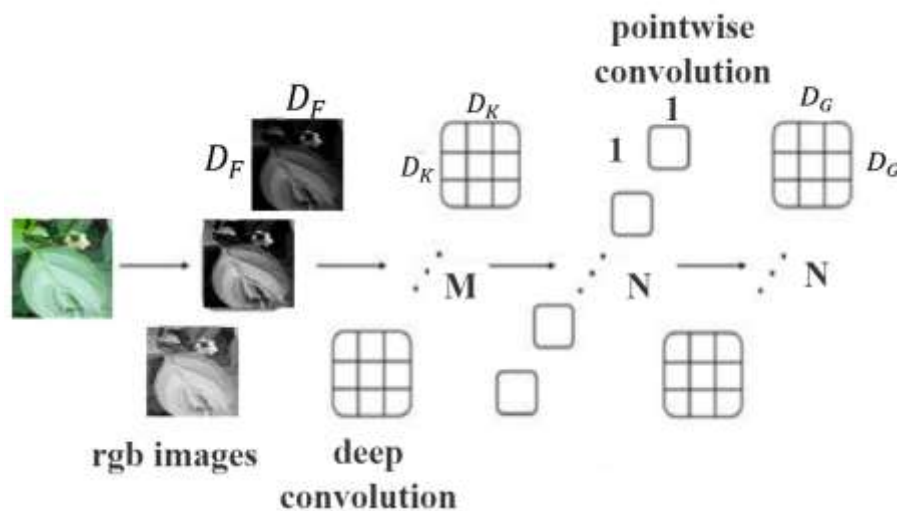 pointwise
convolution
D_F
D_K
1
D_G
D_F
D_K
1
D_G
M
N
N
rgb images
deep
convolution